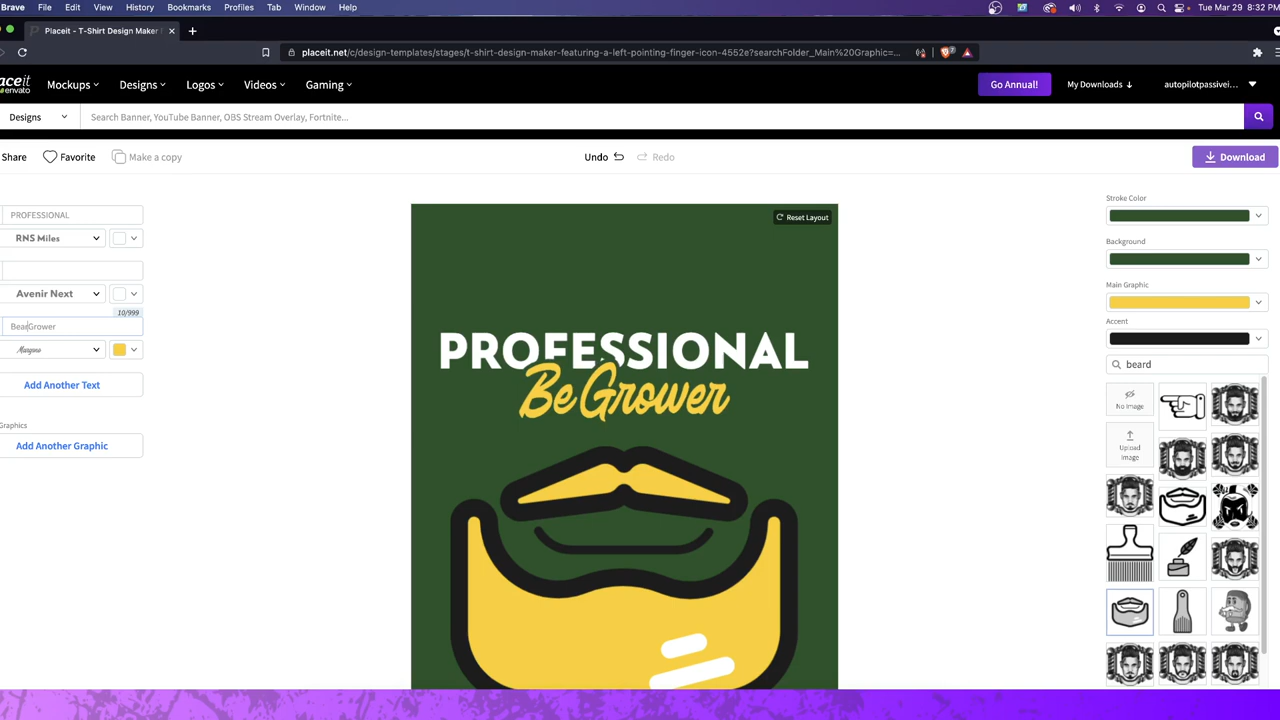 Brave File Edit View History Bookmarks Profiles Tab Window Help Tue Mar 29 8:32 PM
Placeit - T-Shirt Design Maker
placeit.net/c/design-templates/stages/t-shirt-design-maker-featuring-a-left-pointing-finger-icon-4552e?searchFolder_Main%20Graphic=...
aceit
envato
Mockups Designs Logos Videos Gaming Go Annual! My Downloads autopilotpassivei...
Designs Search Banner, YouTube Banner, OBS Stream Overlay, Fortnite...
Share Favorite Make a copy Undo Redo Download
PROFESSIONAL
RNS Miles
Avenir Next
10/999
BearGrower
Margono
Add Another Text
Graphics
Add Another Graphic
Reset Layout
PROFESSIONAL
BeGrower
Stroke Color
Background
Main Graphic
Accent
beard
No Image
Upload
Image